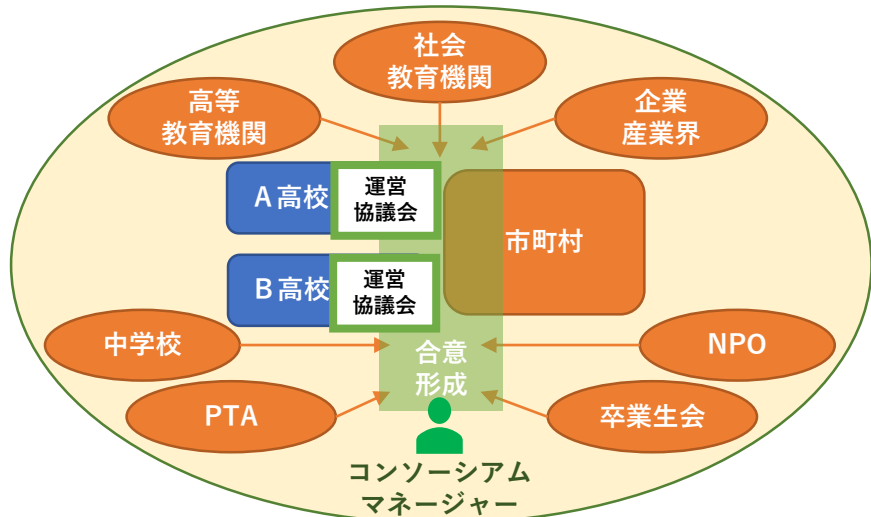 社会
教育機関
高等
教育機関
企業
産業界
A高校
運営
協議会
市町村
B高校
運営
協議会
中学校
合意
形成
NPO
PTA
卒業生会
コンソーシアム
マネージャー